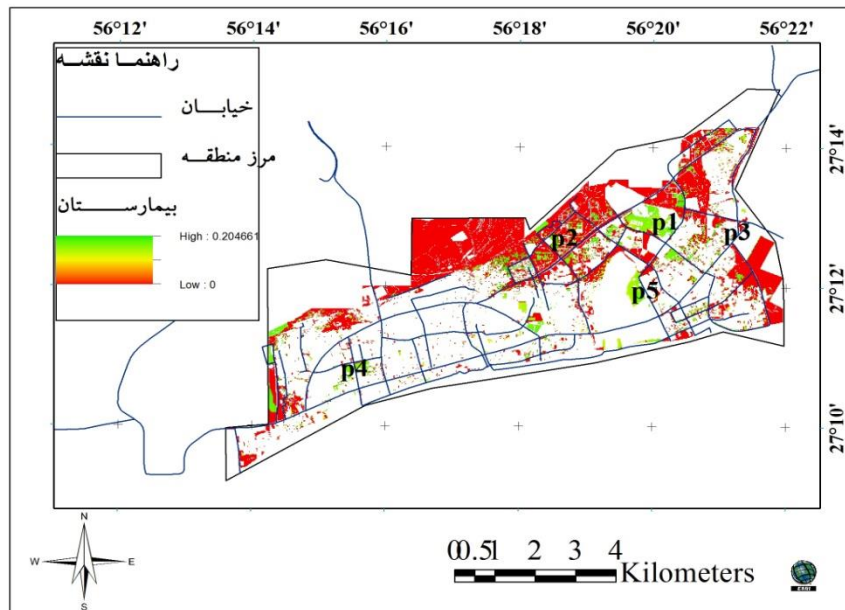 56°12' 56°14' 56°16' 56°18' 56°20' 56°22'
راهنما نقشه
خیابان
مرز منطقه
بیمارستان
High : 0.204661
Low : 0
27°14'
27°12'
27°10'
p1
p2
p3
p5
p4
N
W E
S
0 0.5 1 2 3 4
Kilometers
ESRI